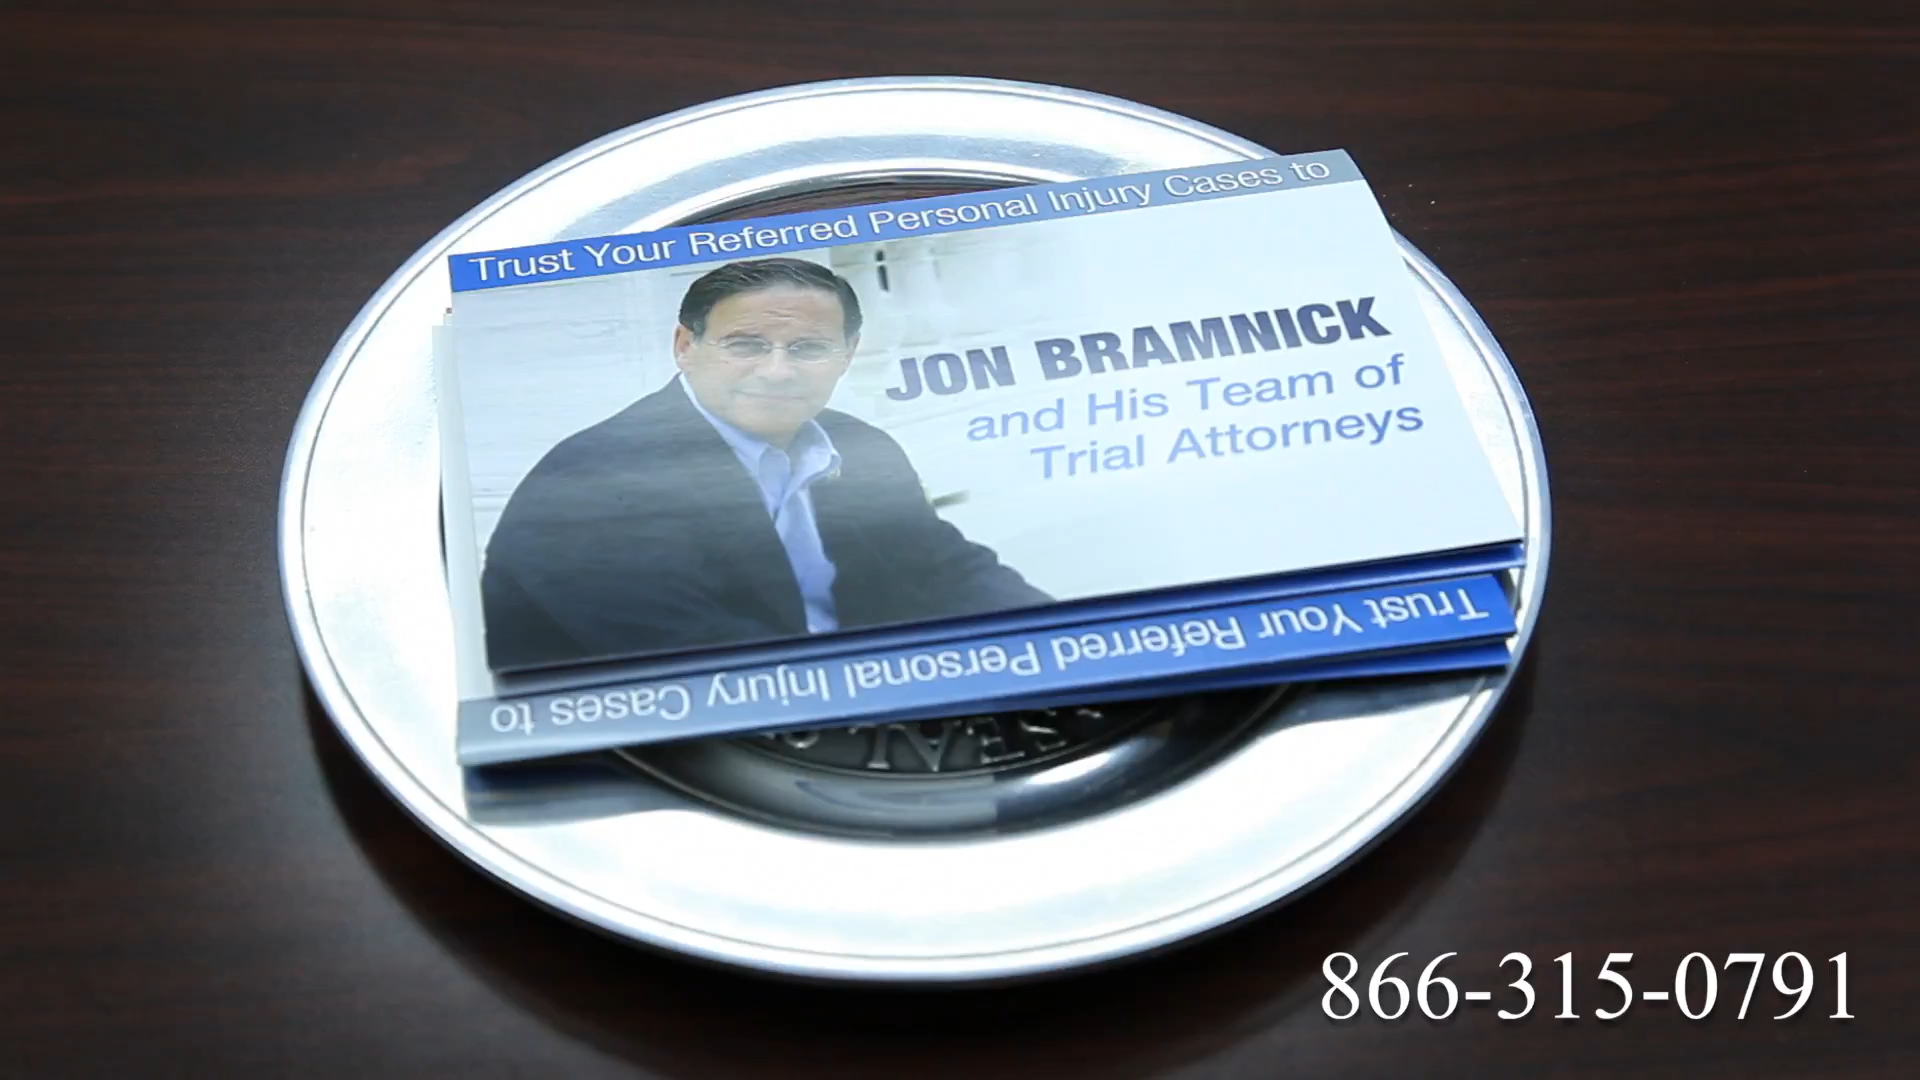 Trust Your Referred Personal Injury Cases to
JON BRAMNICK
and His Team of
Trial Attorneys
Trust Your Referred Personal Injury Cases to
SEAL
866-315-0791